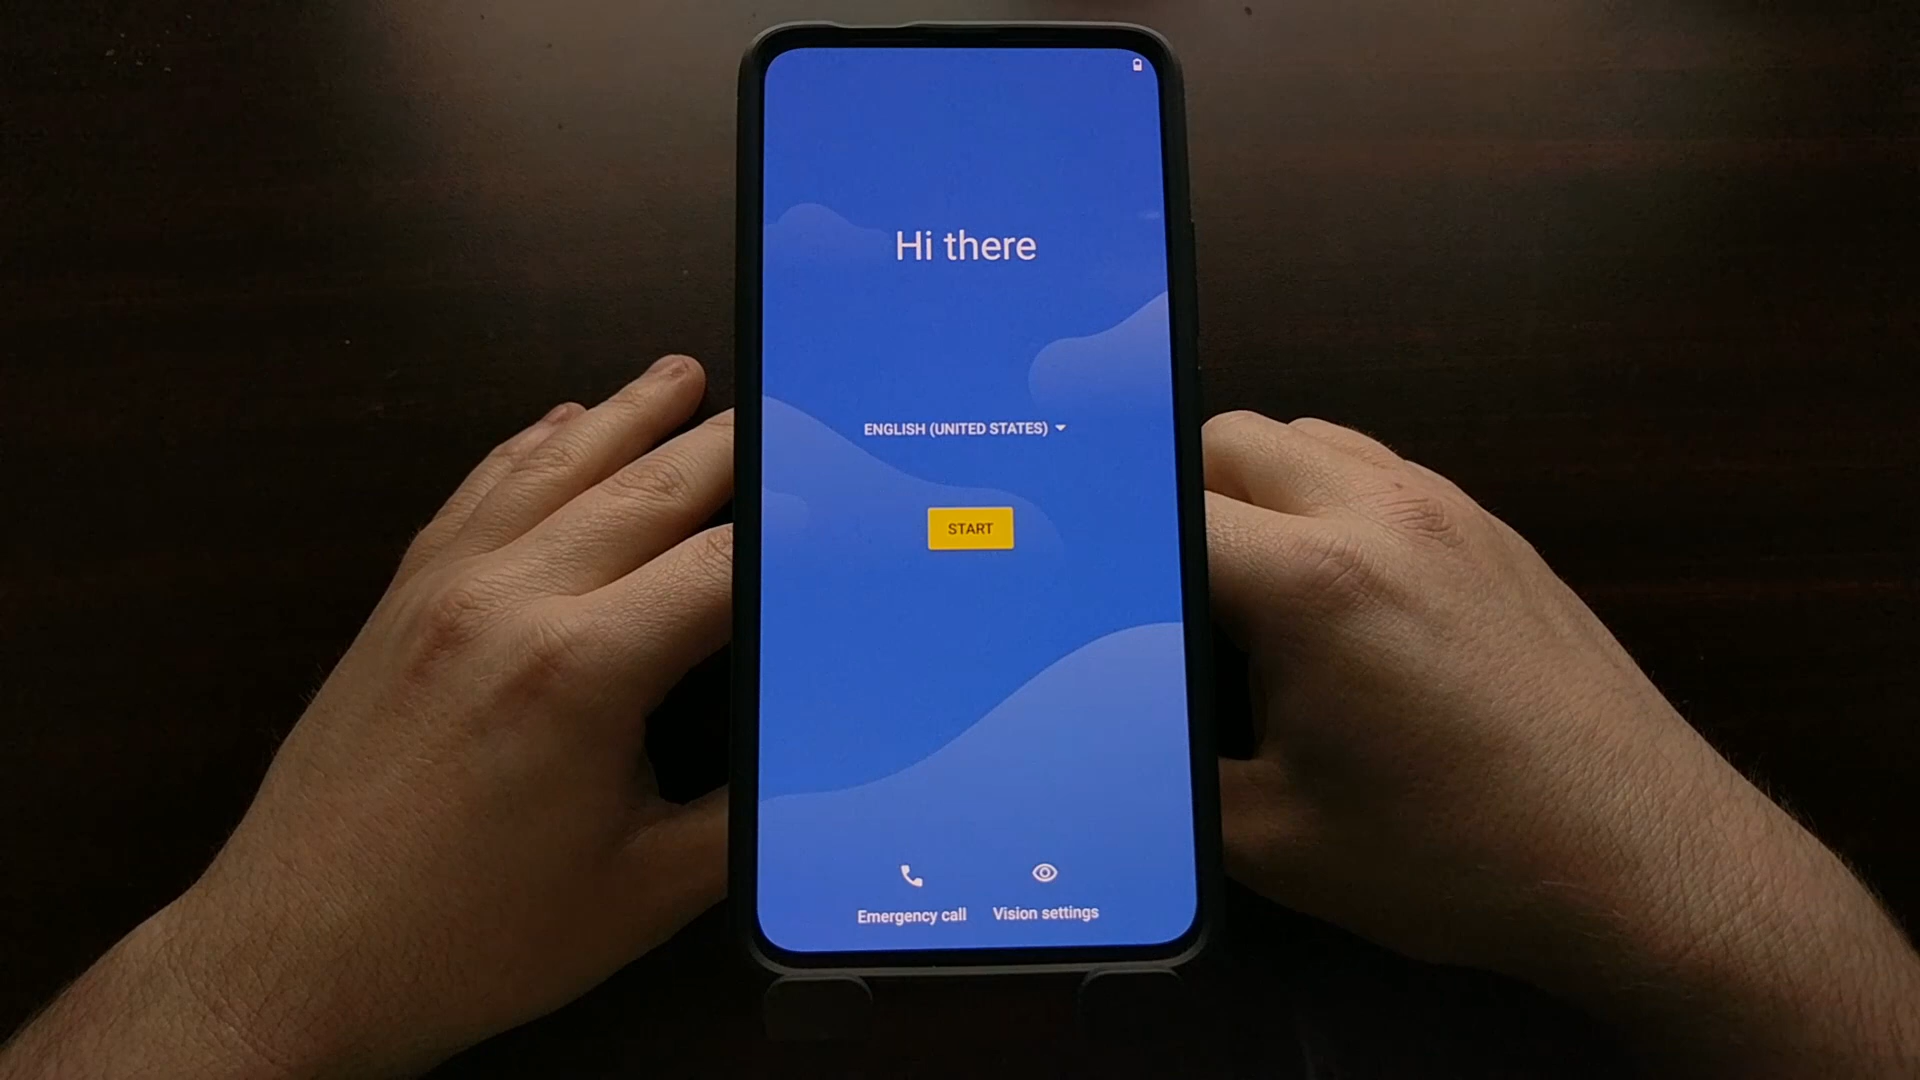 Hi there
ENGLISH (UNITED STATES)
START
Emergency call
Vision settings